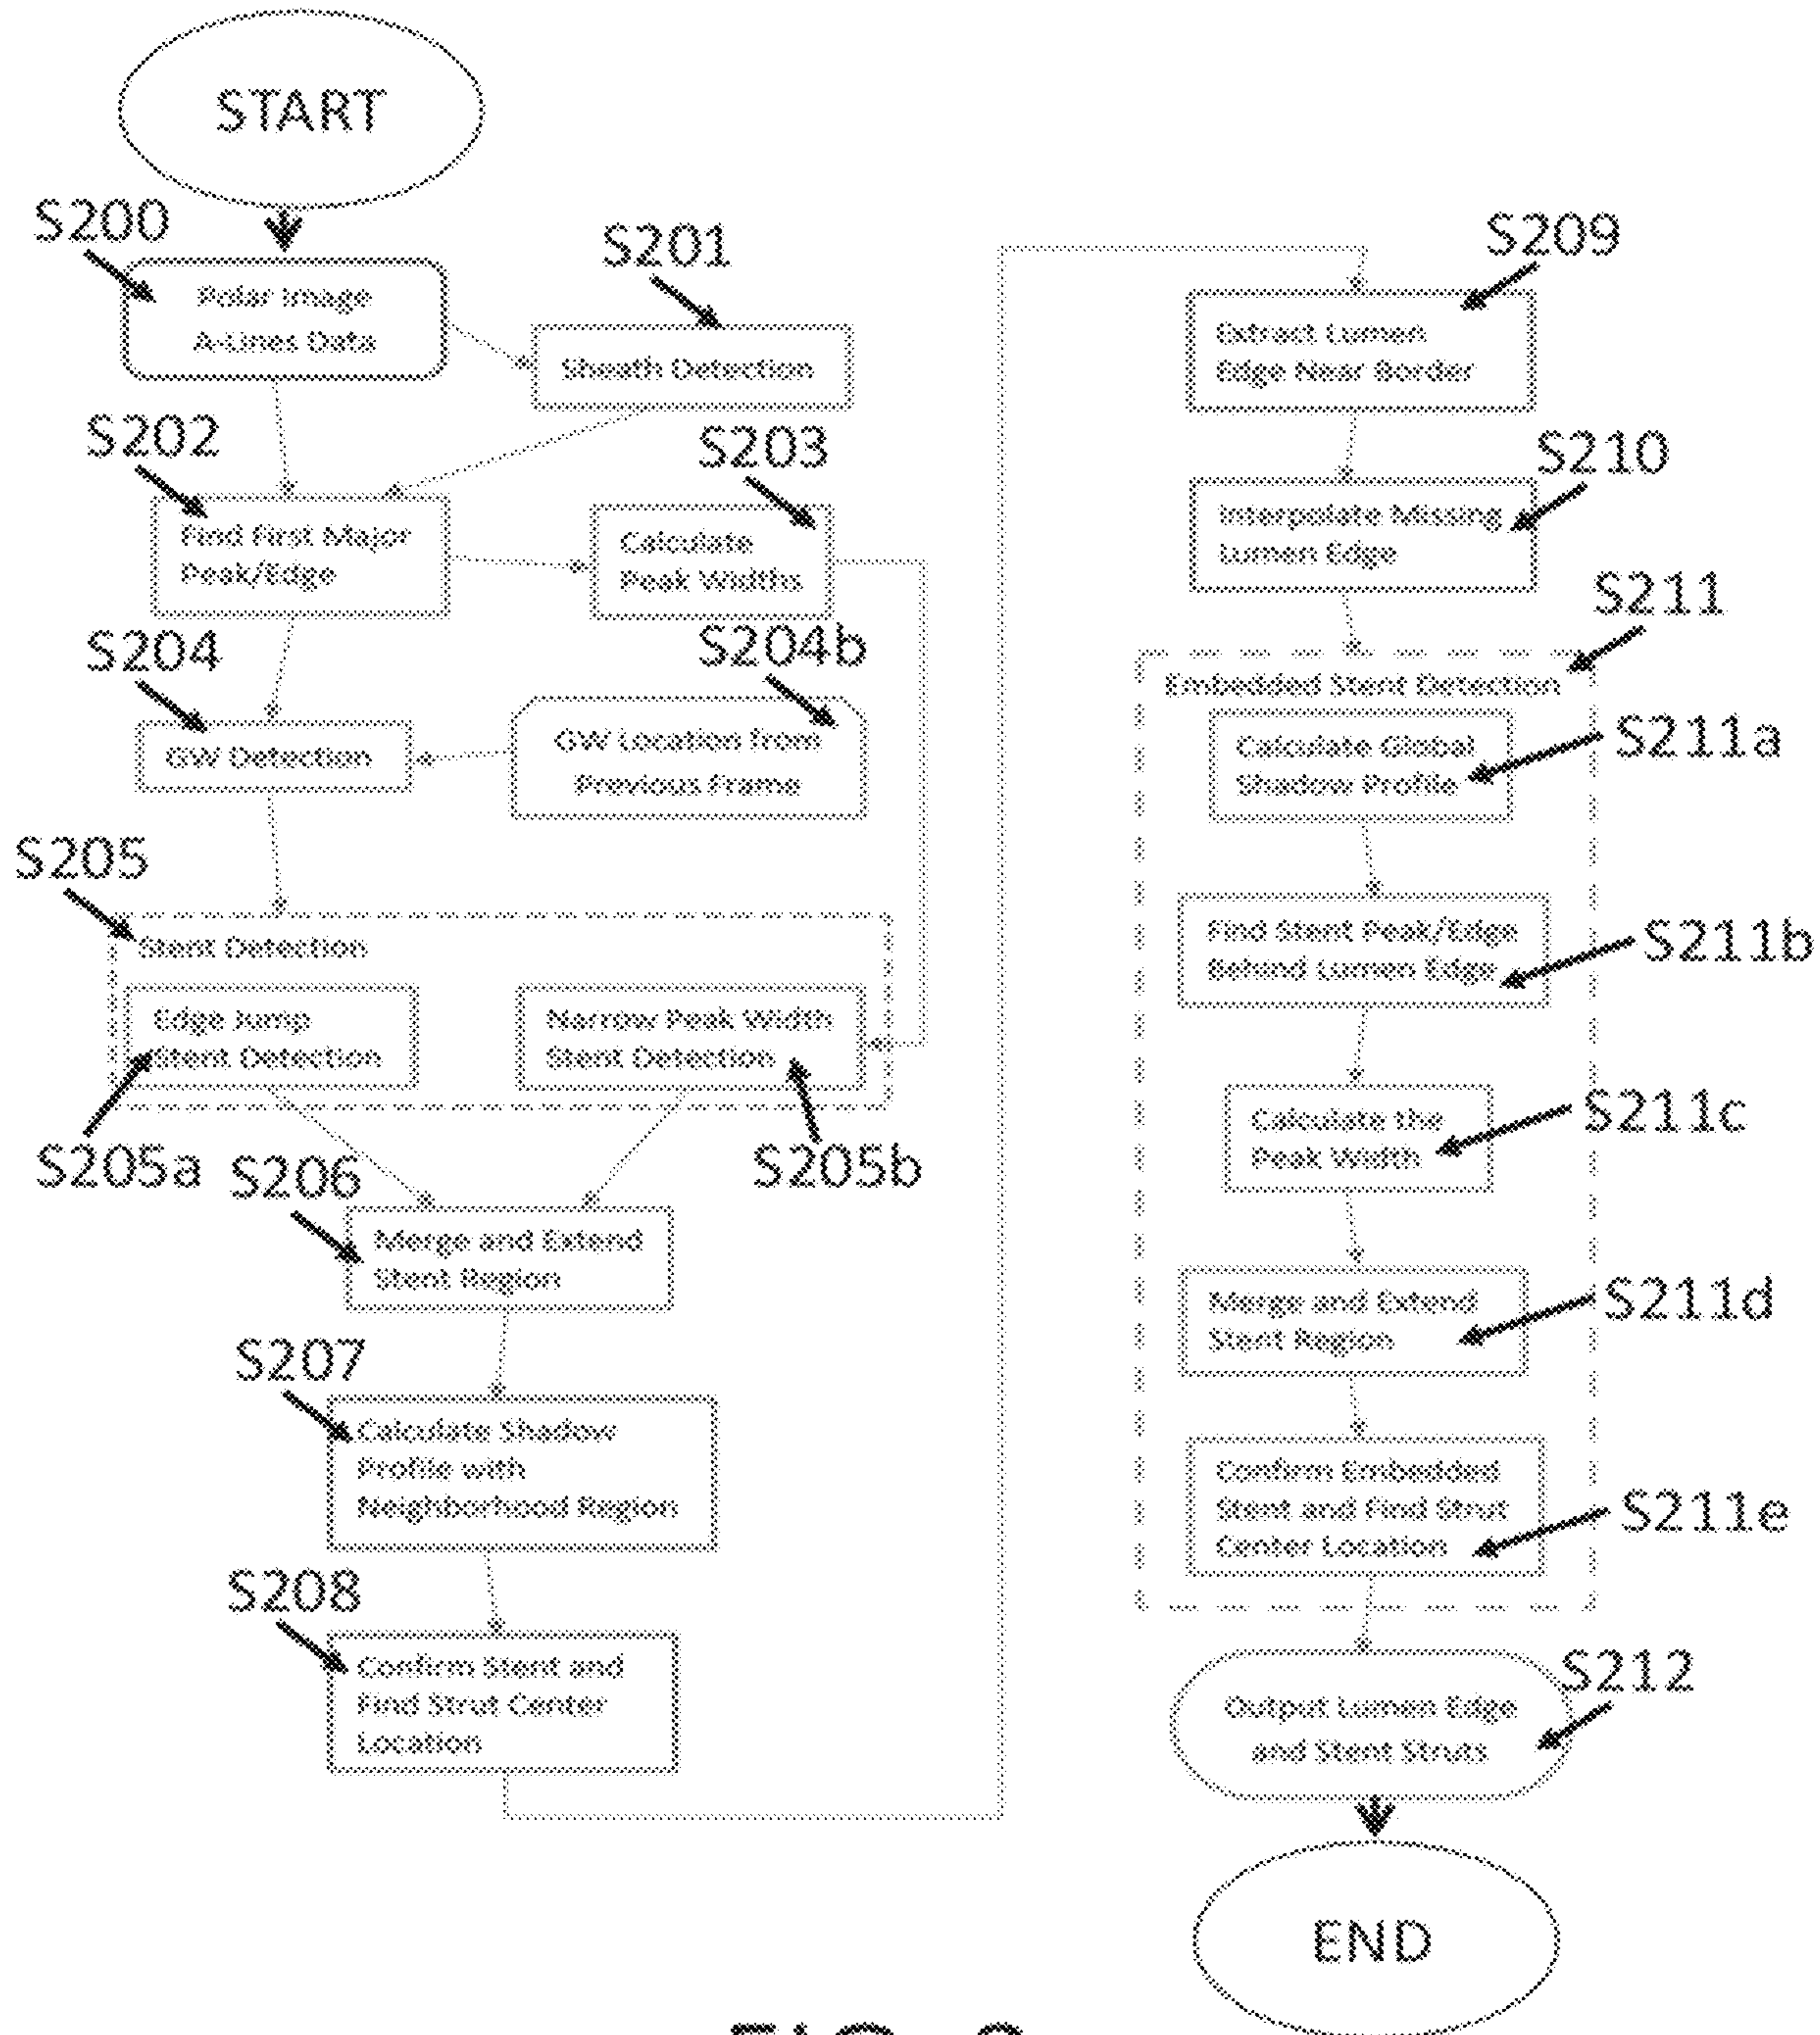 START
S200
Polar Image
A-Lines Data
S201
Sheath Detection
S202
Find First Major
Peak/Edge
S203
Calculate
Peak Widths
S204
GW Detection
S204b
GW Location from
Previous Frame
S205
Stent Detection
Edge Jump
Stent Detection
Narrow Peak Width
Stent Detection
S205a
S205b
S206
Merge and Extend
Stent Region
S207
Calculate Shadow
Profile with
Neighborhood Region
S208
Confirm Stent and
Find Strut Center
Location
S209
Extract Lumen
Edge Near Border
S210
Interpolate Missing
Lumen Edge
S211
Embedded Stent Detection
Calculate Global
Shadow Profile
S211a
Find Stent Peak/Edge
Behind Lumen Edge
S211b
Calculate the
Peak Width
S211c
Merge and Extend
Stent Region
S211d
Confirm Embedded
Stent and Find Strut
Center Location
S211e
S212
Output Lumen Edge
and Stent Struts
END